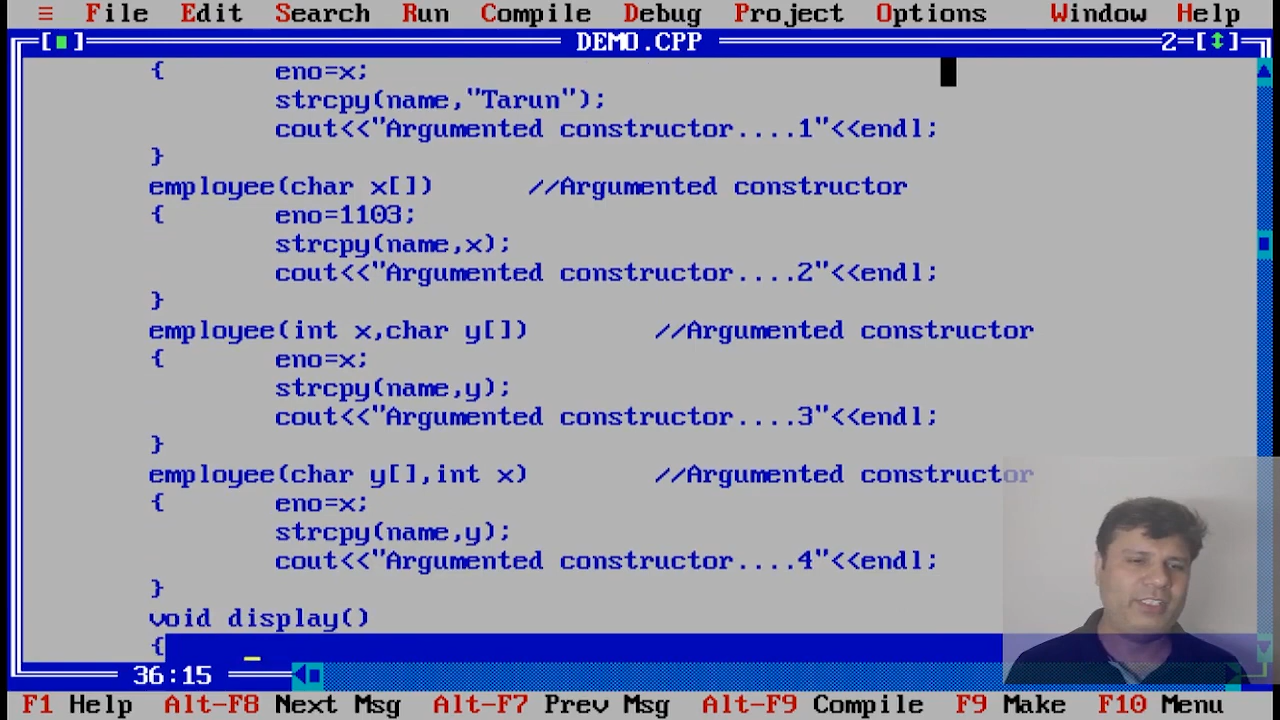 ≡ File Edit Search Run Compile Debug Project Options Window Help
[■] DEMO.CPP 2=[↕]
{ eno=x;
strcpy(name,"Tarun");
cout<<"Argumented constructor....1"<<endl;
}
employee(char x[]) //Argumented constructor
{ eno=1103;
strcpy(name,x);
cout<<"Argumented constructor....2"<<endl;
}
employee(int x,char y[]) //Argumented constructor
{ eno=x;
strcpy(name,y);
cout<<"Argumented constructor....3"<<endl;
}
employee(char y[],int x) //Argumented constructor
{ eno=x;
strcpy(name,y);
cout<<"Argumented constructor....4"<<endl;
}
void display()
{
36:15
F1 Help Alt-F8 Next Msg Alt-F7 Prev Msg Alt-F9 Compile F9 Make F10 Menu